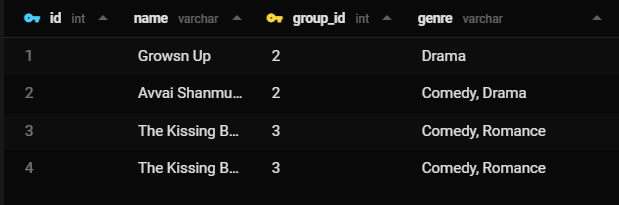 id int name varchar group_id int genre varchar
1 Growsn Up 2 Drama
2 Avvai Shanmu... 2 Comedy, Drama
3 The Kissing B... 3 Comedy, Romance
4 The Kissing B... 3 Comedy, Romance